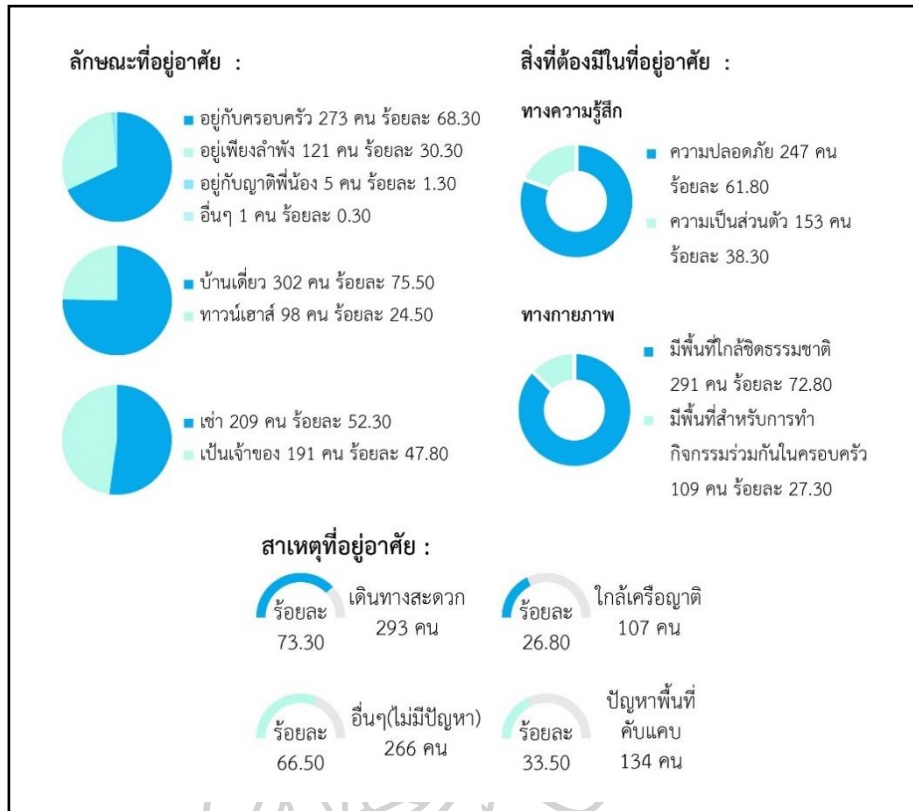 ลักษณะที่อยู่อาศัย :
อยู่กับครอบครัว 273 คน ร้อยละ 68.30
อยู่เพียงลำพัง 121 คน ร้อยละ 30.30
อยู่กับญาติพี่น้อง 5 คน ร้อยละ 1.30
อื่นๆ 1 คน ร้อยละ 0.30
บ้านเดี่ยว 302 คน ร้อยละ 75.50
ทาวน์เฮาส์ 98 คน ร้อยละ 24.50
เช่า 209 คน ร้อยละ 52.30
เป้นเจ้าของ 191 คน ร้อยละ 47.80
สิ่งที่ต้องมีในที่อยู่อาศัย :
ทางความรู้สึก
ความปลอดภัย 247 คน
ร้อยละ 61.80
ความเป็นส่วนตัว 153 คน
ร้อยละ 38.30
ทางกายภาพ
มีพื้นที่ใกล้ชิดธรรมชาติ
291 คน ร้อยละ 72.80
มีพื้นที่สำหรับการทำ
กิจกรรมร่วมกันในครอบครัว
109 คน ร้อยละ 27.30
สาเหตุที่อยู่อาศัย :
ร้อยละ
73.30
เดินทางสะดวก
293 คน
ร้อยละ
26.80
ใกล้เครือญาติ
107 คน
ร้อยละ
66.50
อื่นๆ(ไม่มีปัญหา)
266 คน
ร้อยละ
33.50
ปัญหาพื้นที่
คับแคบ
134 คน